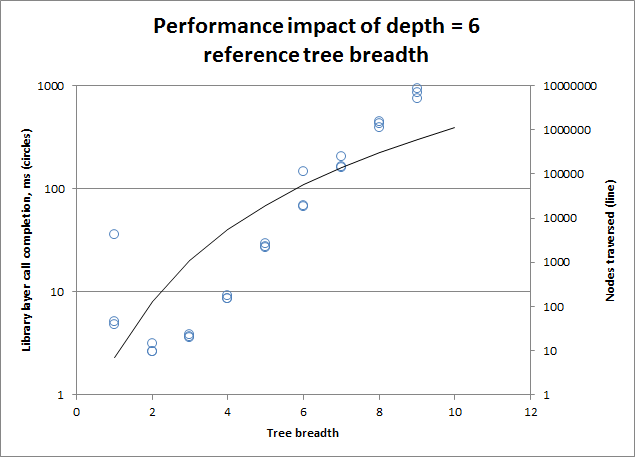 Performance impact of depth = 6
reference tree breadth
Library layer call completion, ms (circles)
1000
100
10
1
10000000
1000000
100000
10000
1000
100
10
1
Nodes traversed (line)
0 2 4 6 8 10 12
Tree breadth